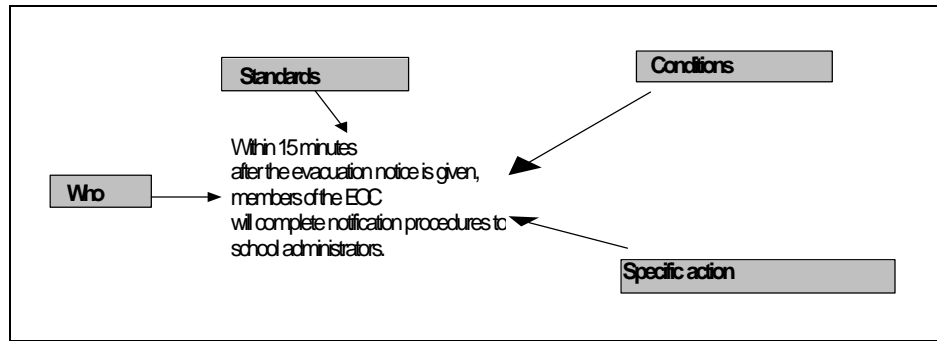 Standards
Conditions
Within 15 minutes
after the evacuation notice is given,
Who
members of the EOC
will complete notification procedures to
school administrators.
Specific action